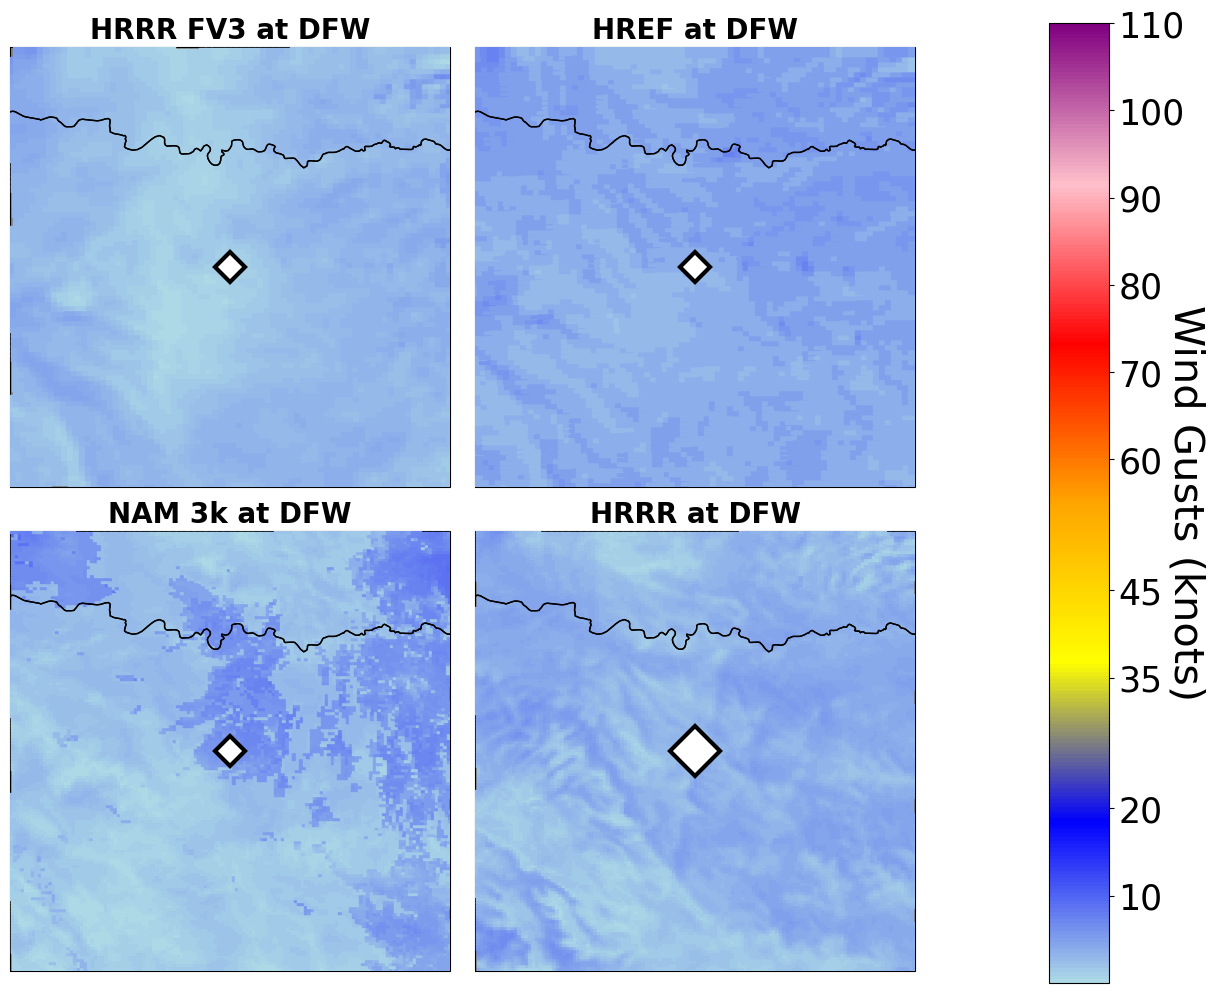 HRRR FV3 at DFW
HREF at DFW
NAM 3k at DFW
HRRR at DFW
110
100
90
80
70
60
45
35
20
10
Wind Gusts (knots)